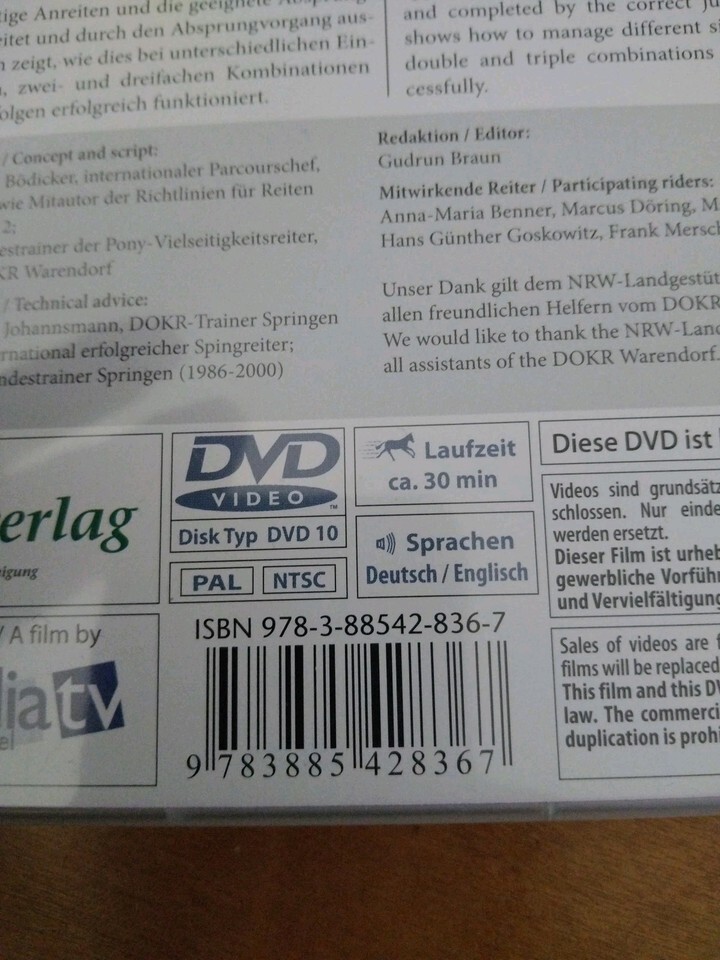 tige Anreiten und die geeignete Absprung-
eitet und durch den Absprungvorgang aus-
n zeigt, wie dies bei unterschiedlichen Ein-
, zwei- und dreifachen Kombinationen
olgen erfolgreich funktioniert.
and completed by the correct
shows how to manage different
double and triple combinations
cessfully.
/ Concept and script:
Bödicker, internationaler Parcourschef,
wie Mitautor der Richtlinien für Reiten
2;
estrainer der Pony-Vielseitigkeitsreiter,
KR Warendorf
/ Technical advice:
Johannsmann, DOKR-Trainer Springen
rnational erfolgreicher Spingreiter;
ndestrainer Springen (1986-2000)
Redaktion / Editor:
Gudrun Braun
Mitwirkende Reiter / Participating riders:
Anna-Maria Benner, Marcus Döring, M
Hans Günther Goskowitz, Frank Mersch
Unser Dank gilt dem NRW-Landgestüt
allen freundlichen Helfern vom DOKR
We would like to thank the NRW-Lan
all assistants of the DOKR Warendorf.
erlag
igung
/ A film by
ia tv
el
DVD
VIDEO
™
Disk Typ DVD 10
PAL NTSC
Laufzeit
ca. 30 min
Sprachen
Deutsch / Englisch
ISBN 978-3-88542-836-7
9 783885 428367
Diese DVD ist
Videos sind grundsätz
schlossen. Nur einde
werden ersetzt.
Dieser Film ist urheb
gewerbliche Vorführ
und Vervielfältigung
Sales of videos are f
films will be replaced
This film and this DV
law. The commerci
duplication is prohi